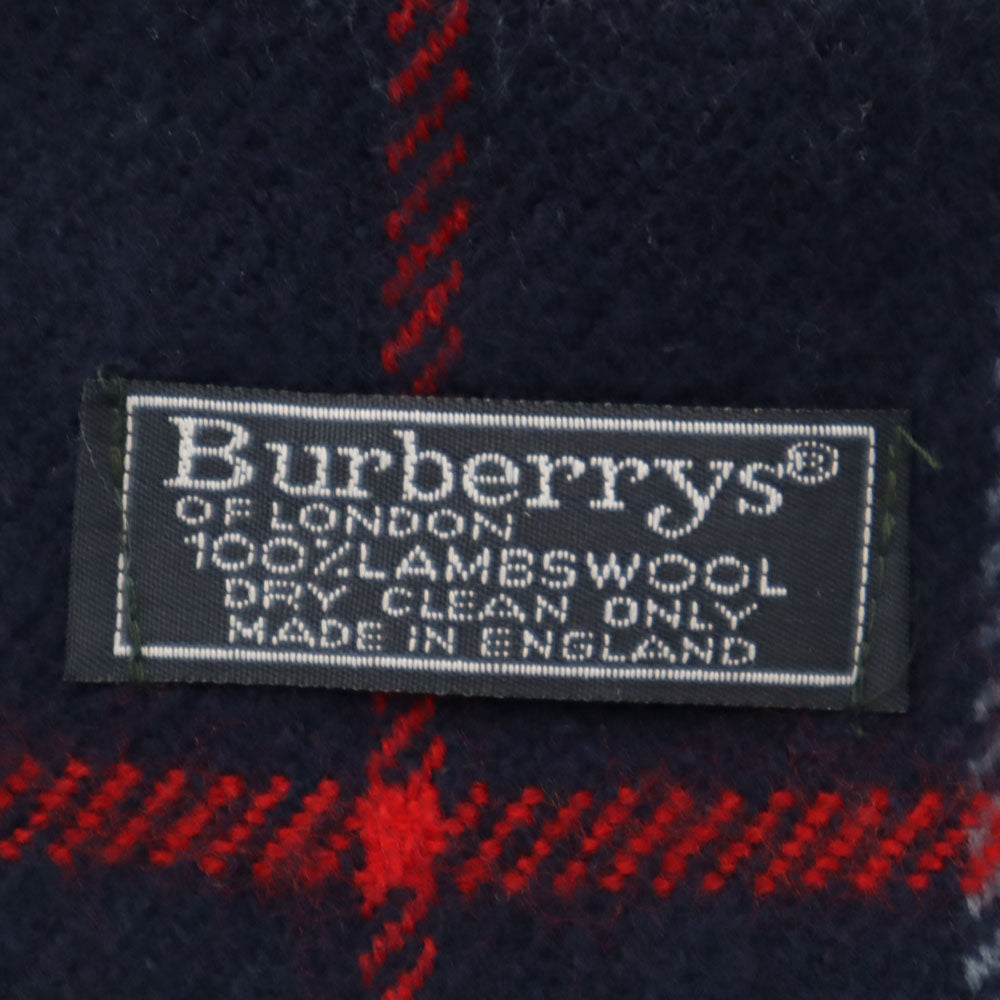 Burberrys®
OF LONDON
100% LAMBSWOOL
DRY CLEAN ONLY
MADE IN ENGLAND